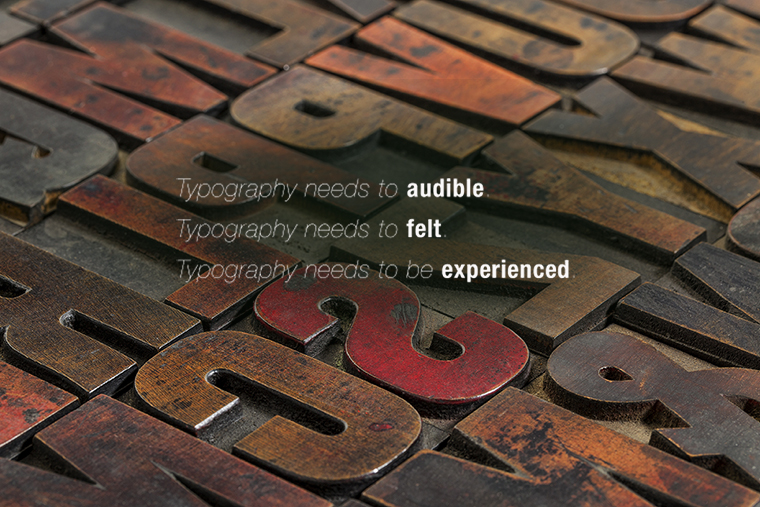 Typography needs to audible.
Typography needs to felt.
Typography needs to be experienced.